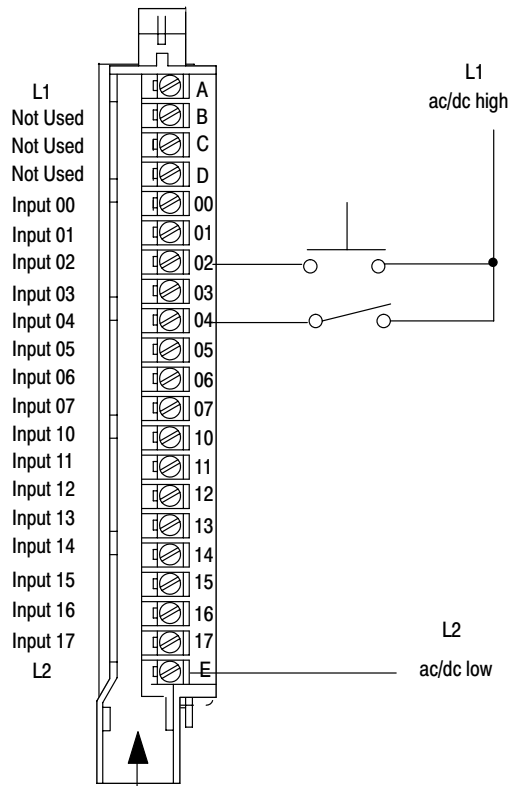 L1
ac/dc high
L1 A
Not Used B
Not Used C
Not Used D
Input 00 00
Input 01 01
Input 02 02
Input 03 03
Input 04 04
Input 05 05
Input 06 06
Input 07 07
Input 10 10
Input 11 11
Input 12 12
Input 13 13
Input 14 14
Input 15 15
Input 16 16
Input 17 17
L2 E
L2
ac/dc low